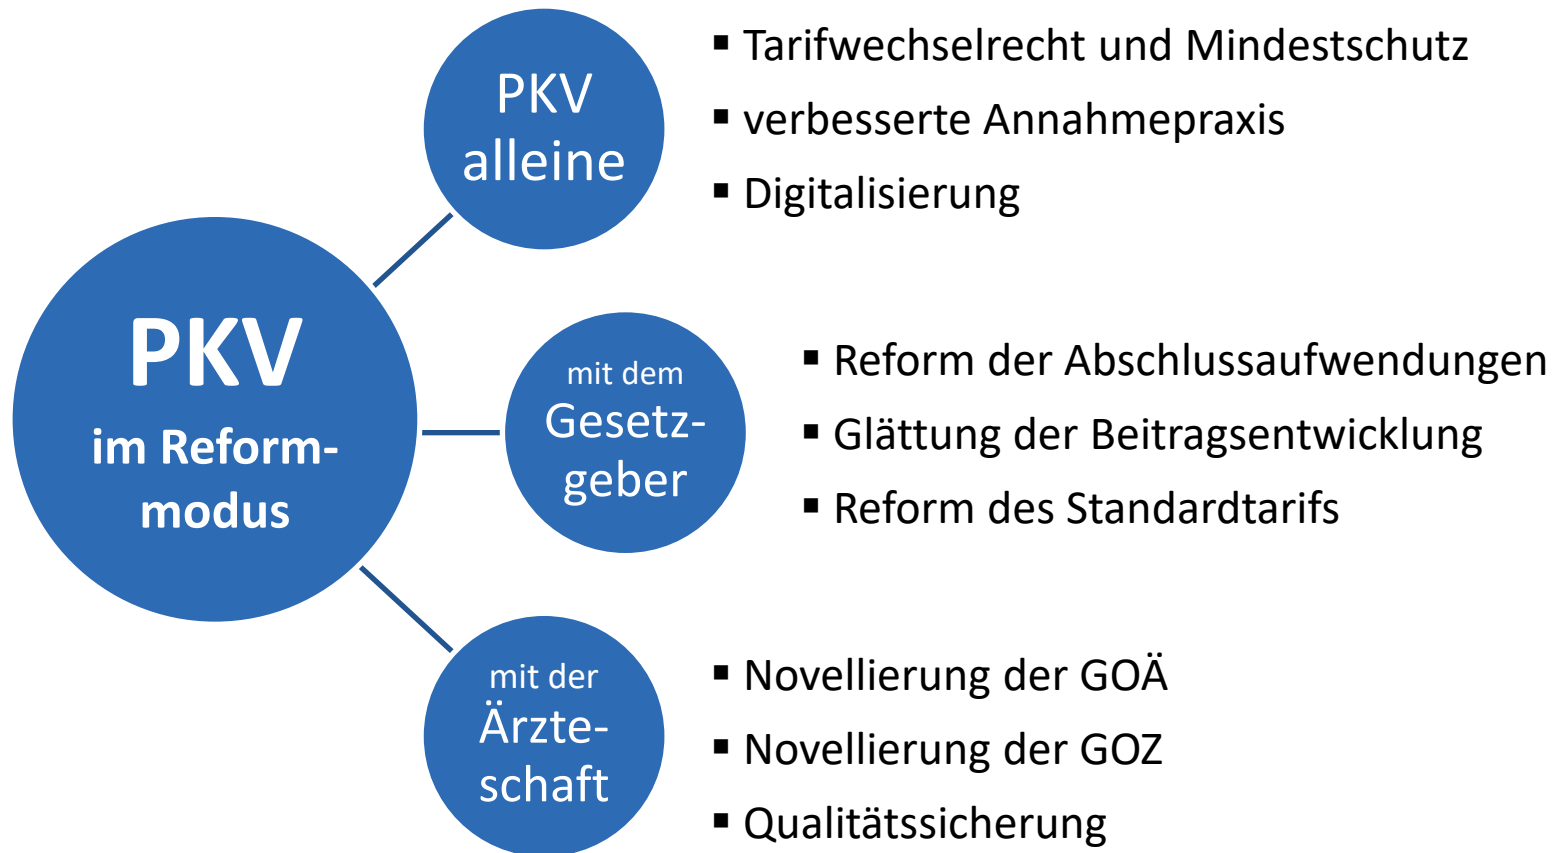 PKV
im Reform-
modus
PKV
alleine
▪ Tarifwechselrecht und Mindestschutz
▪ verbesserte Annahmepraxis
▪ Digitalisierung
mit dem
Gesetz-
geber
▪ Reform der Abschlussaufwendungen
▪ Glättung der Beitragsentwicklung
▪ Reform des Standardtarifs
mit der
Ärzte-
schaft
▪ Novellierung der GOÄ
▪ Novellierung der GOZ
▪ Qualitätssicherung